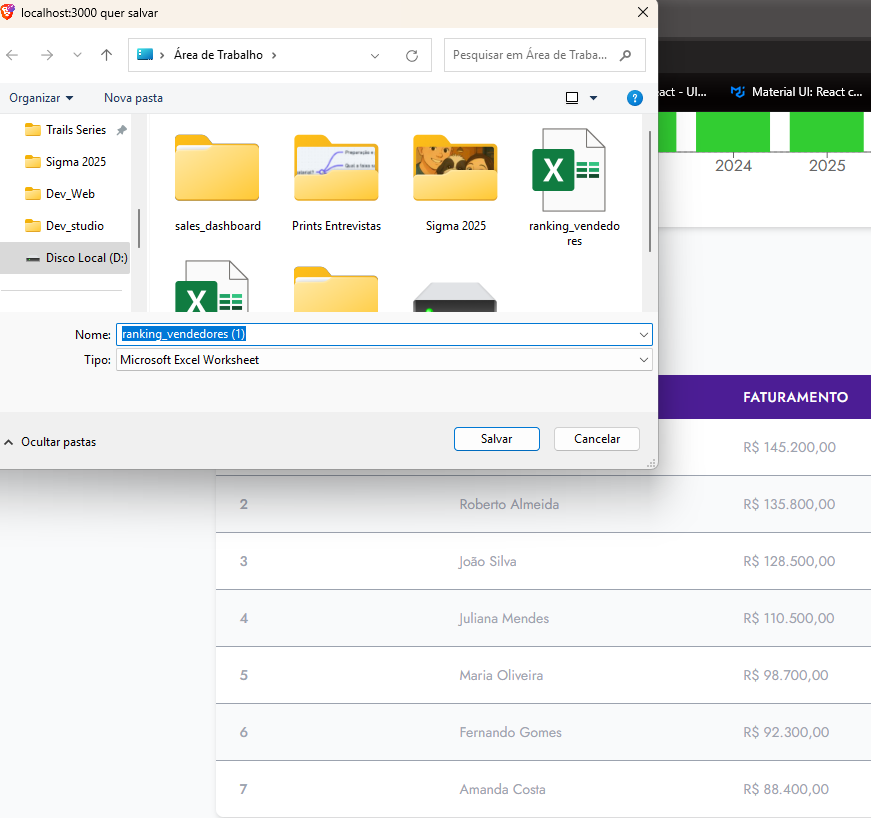 localhost:3000 quer salvar
Área de Trabalho
Pesquisar em Área de Traba...
Organizar
Nova pasta
?
act - UI...
Material UI: React c...
Trails Series
Sigma 2025
Dev_Web
Dev_studio
Disco Local (D:)
sales_dashboard
Prints Entrevistas
Sigma 2025
ranking_vendedo
res
2024
2025
Nome:
ranking_vendedores (1)
Tipo:
Microsoft Excel Worksheet
Ocultar pastas
Salvar
Cancelar
FATURAMENTO
R$ 145.200,00
2
Roberto Almeida
R$ 135.800,00
3
João Silva
R$ 128.500,00
4
Juliana Mendes
R$ 110.500,00
5
Maria Oliveira
R$ 98.700,00
6
Fernando Gomes
R$ 92.300,00
7
Amanda Costa
R$ 88.400,00